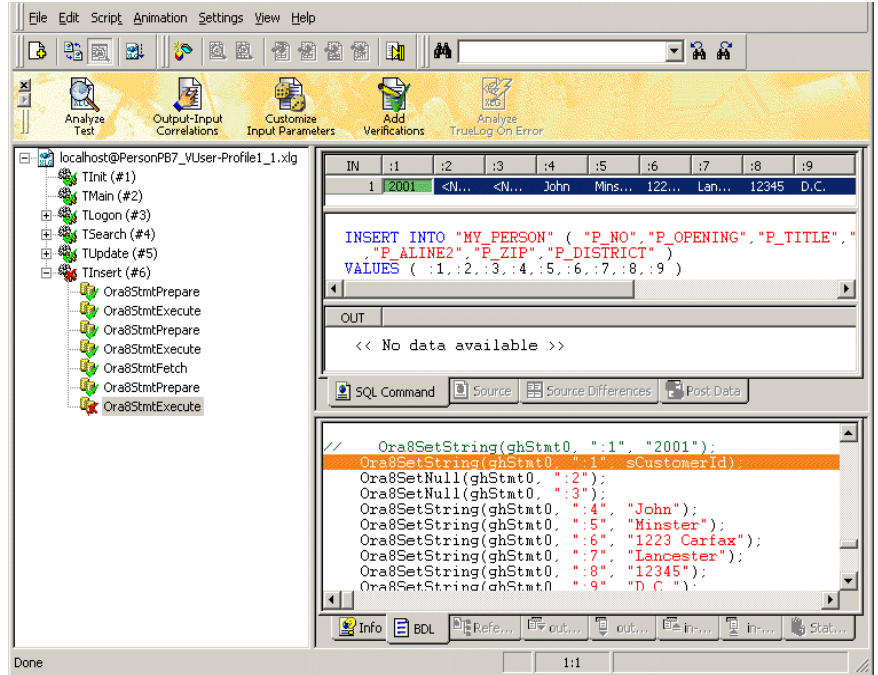 File Edit Script Animation Settings View Help
Analyze Test
Output-Input Correlations
Customize Input Parameters
Add Verifications
Analyze TrueLog On Error
localhost@PersonPB7_VUser-Profile1_1.xlg
TInit (#1)
TMain (#2)
TLogon (#3)
TSearch (#4)
TUpdate (#5)
TInsert (#6)
Ora8StmtPrepare
Ora8StmtExecute
Ora8StmtPrepare
Ora8StmtExecute
Ora8StmtFetch
Ora8StmtPrepare
Ora8StmtExecute
IN :1 :2 :3 :4 :5 :6 :7 :8 :9
1 2001 <N... <N... John Mins... 122... Lan... 12345 D.C.
INSERT INTO "MY_PERSON" ( "P_NO","P_OPENING","P_TITLE","
,"P_ALINE2","P_ZIP","P_DISTRICT" )
VALUES ( :1,:2,:3,:4,:5,:6,:7,:8,:9 )
OUT
<< No data available >>
SQL Command Source Source Differences Post Data
// Ora8SetString(ghStmt0, ":1", "2001");
Ora8SetString(ghStmt0, ":1", sCustomerId);
Ora8SetNull(ghStmt0, ":2");
Ora8SetNull(ghStmt0, ":3");
Ora8SetString(ghStmt0, ":4", "John");
Ora8SetString(ghStmt0, ":5", "Minster");
Ora8SetString(ghStmt0, ":6", "1223 Carfax");
Ora8SetString(ghStmt0, ":7", "Lancester");
Ora8SetString(ghStmt0, ":8", "12345");
Ora8SetString(ghStmt0, ":9", "D.C.");
Info BDL Refe... out... out... in-... in-... Stat...
Done 1:1